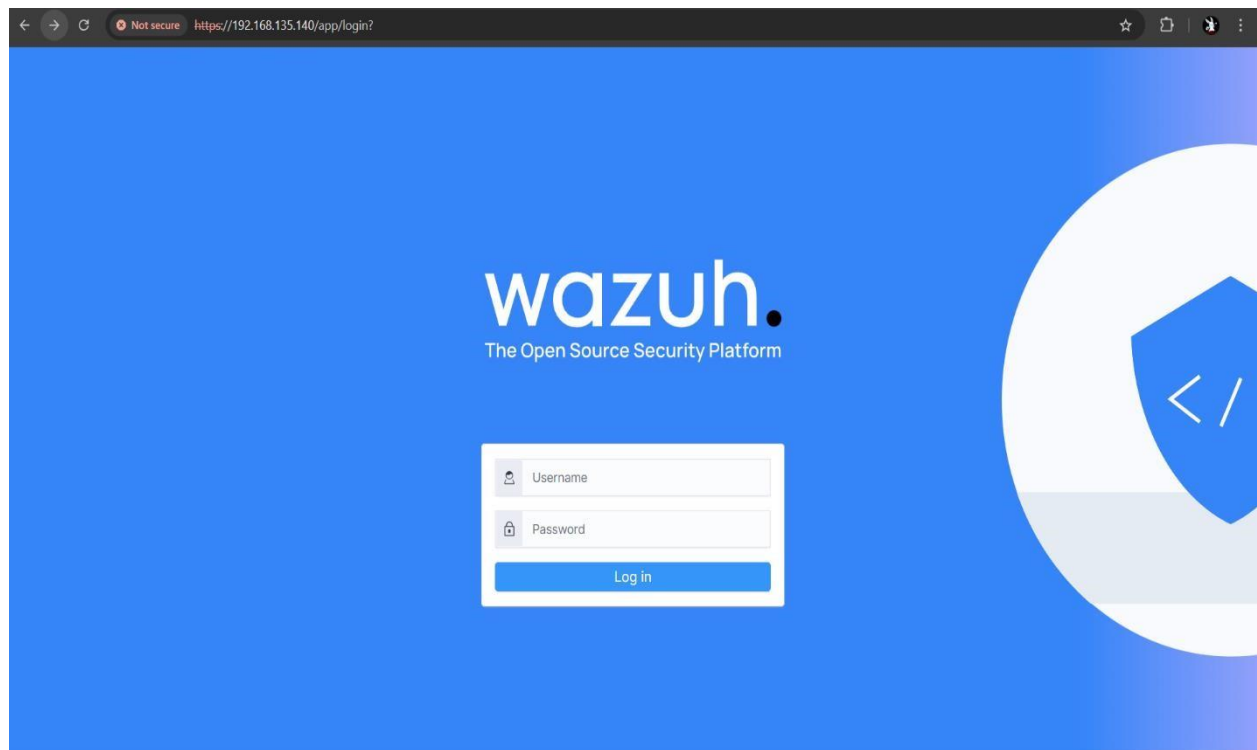 Not secure https://192.168.135.140/app/login?
wazuh.
The Open Source Security Platform
Username
Password
Log in
</ /